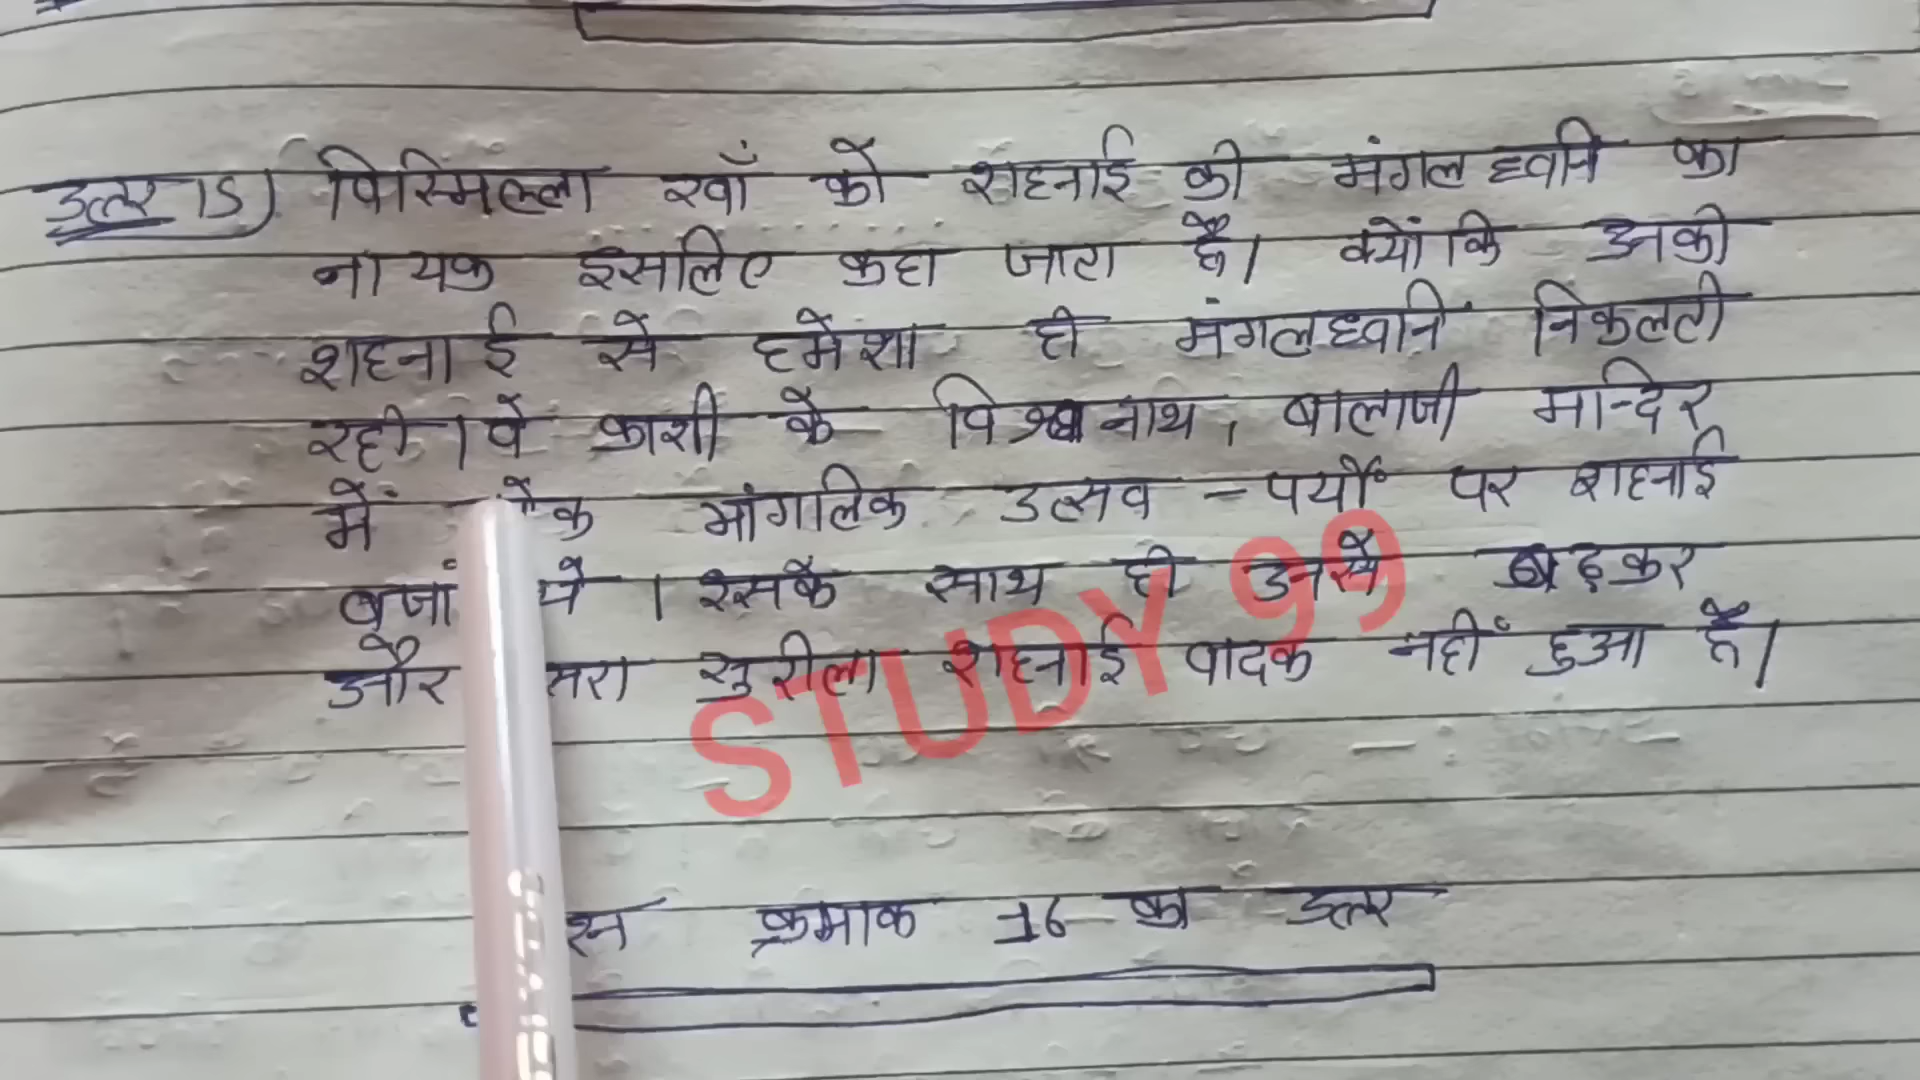 उत्तर 15) बिस्मिल्ला खाँ को शहनाई की मंगलध्वनि का
नायक इसलिए कहा जाता है। क्योंकि उनकी
शहनाई से हमेशा ही मंगलध्वनि निकलती
रही। वे काशी के विश्वनाथ, बालाजी मन्दिर
में मांगलिक उत्सव - पर्वों पर शहनाई
। इसके साथ ही उनसे बढ़कर
और सुरीला शहनाई वादक नहीं हुआ है।
STUDY 99
क्रमाक 16 का उत्तर